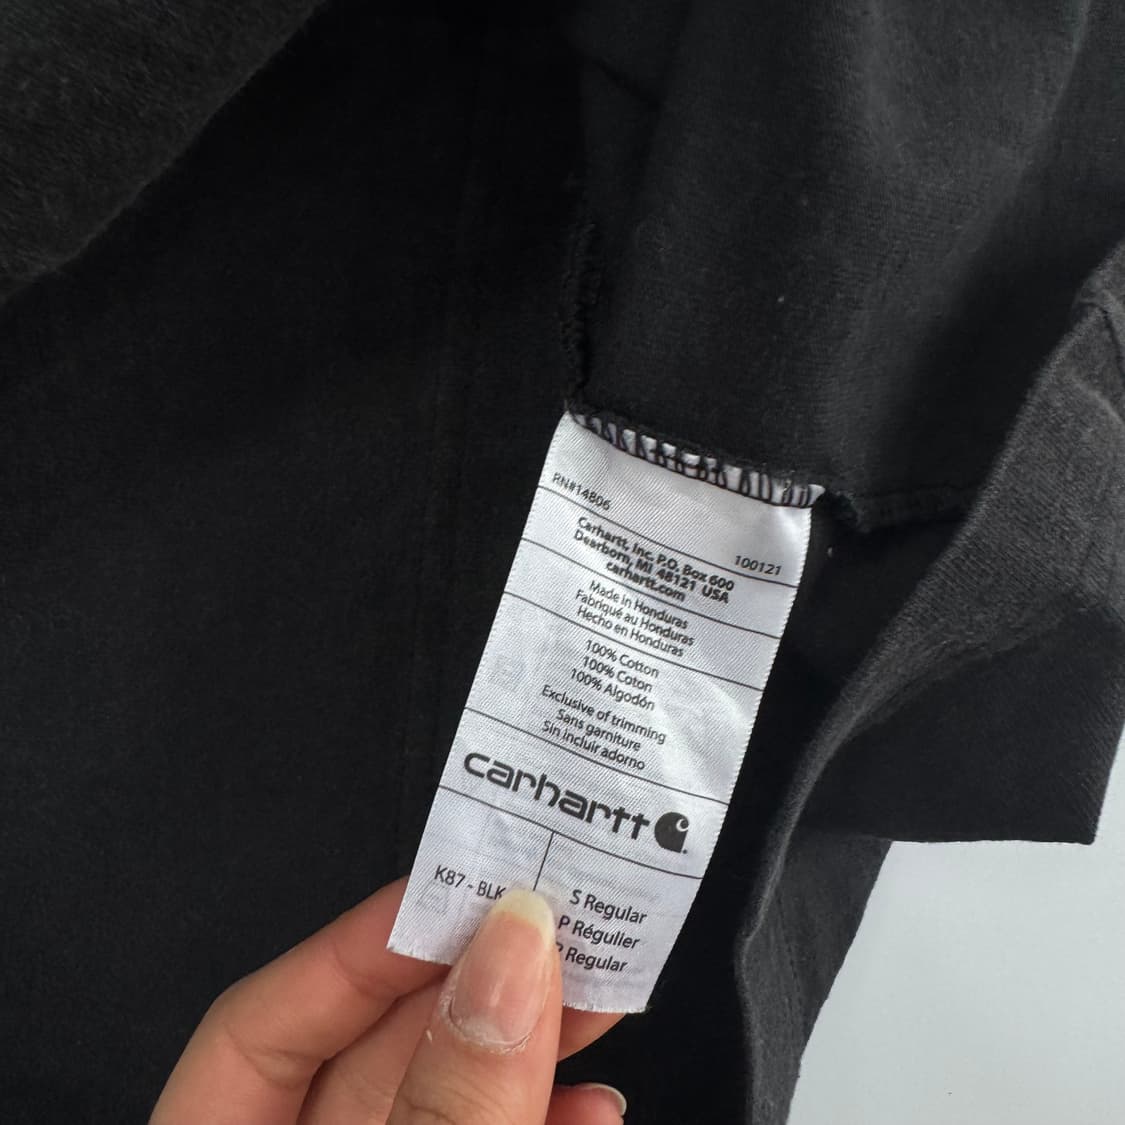 RN#14806
100121
Carhartt, Inc. P.O. Box 600
Dearborn, MI 48121 USA
carhartt.com
Made in Honduras
Fabriqué au Honduras
Hecho en Honduras
100% Cotton
100% Coton
100% Algodón
Exclusive of trimming
Sans garniture
Sin incluir adorno
carhartt
K87 - BLK
S Regular
P Régulier
Regular